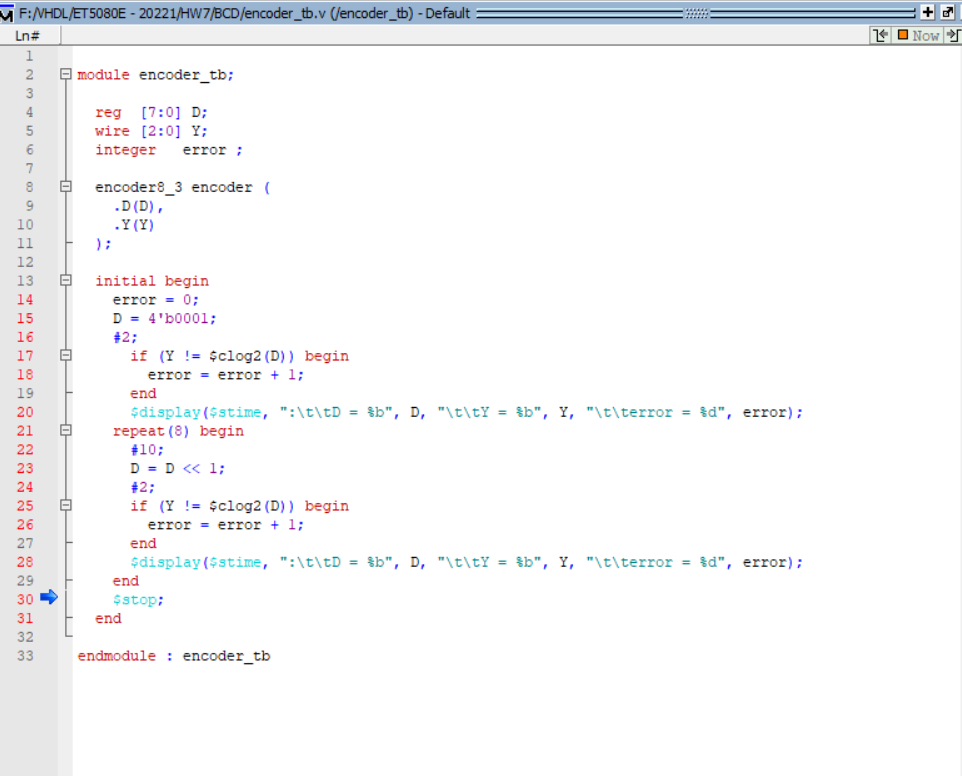 F:/VHDL/ET5080E - 20221/HW7/BCD/encoder_tb.v (/encoder_tb) - Default
Ln#
Now
1
2 module encoder_tb;
3
4 reg [7:0] D;
5 wire [2:0] Y;
6 integer error ;
7
8 encoder8_3 encoder (
9 .D(D),
10 .Y(Y)
11 );
12
13 initial begin
14 error = 0;
15 D = 4'b0001;
16 #2;
17 if (Y != $clog2(D)) begin
18 error = error + 1;
19 end
20 $display($stime, ":\t\tD = %b", D, "\t\tY = %b", Y, "\t\terror = %d", error);
21 repeat(8) begin
22 #10;
23 D = D << 1;
24 #2;
25 if (Y != $clog2(D)) begin
26 error = error + 1;
27 end
28 $display($stime, ":\t\tD = %b", D, "\t\tY = %b", Y, "\t\terror = %d", error);
29 end
30 $stop;
31 end
32
33 endmodule : encoder_tb